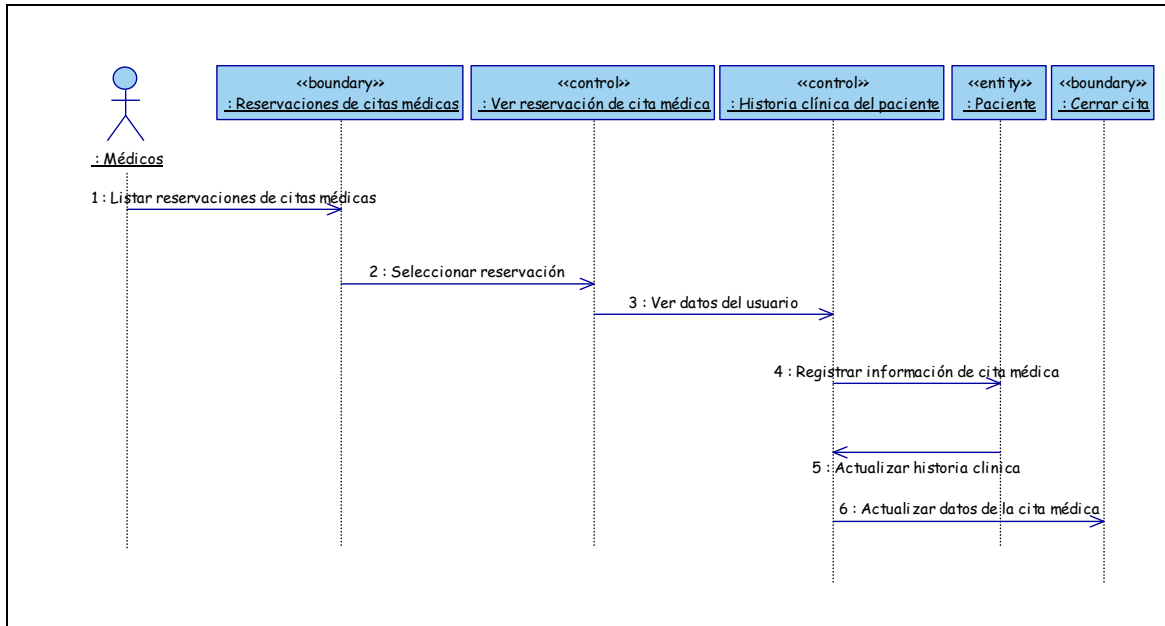 <<boundary>>
: Reservaciones de citas médicas
<<control>>
: Ver reservación de cita médica
<<control>>
: Historia clínica del paciente
<<entity>>
: Paciente
<<boundary>>
: Cerrar cita
: Médicos
1 : Listar reservaciones de citas médicas
2 : Seleccionar reservación
3 : Ver datos del usuario
4 : Registrar información de cita médica
5 : Actualizar historia clinica
6 : Actualizar datos de la cita médica